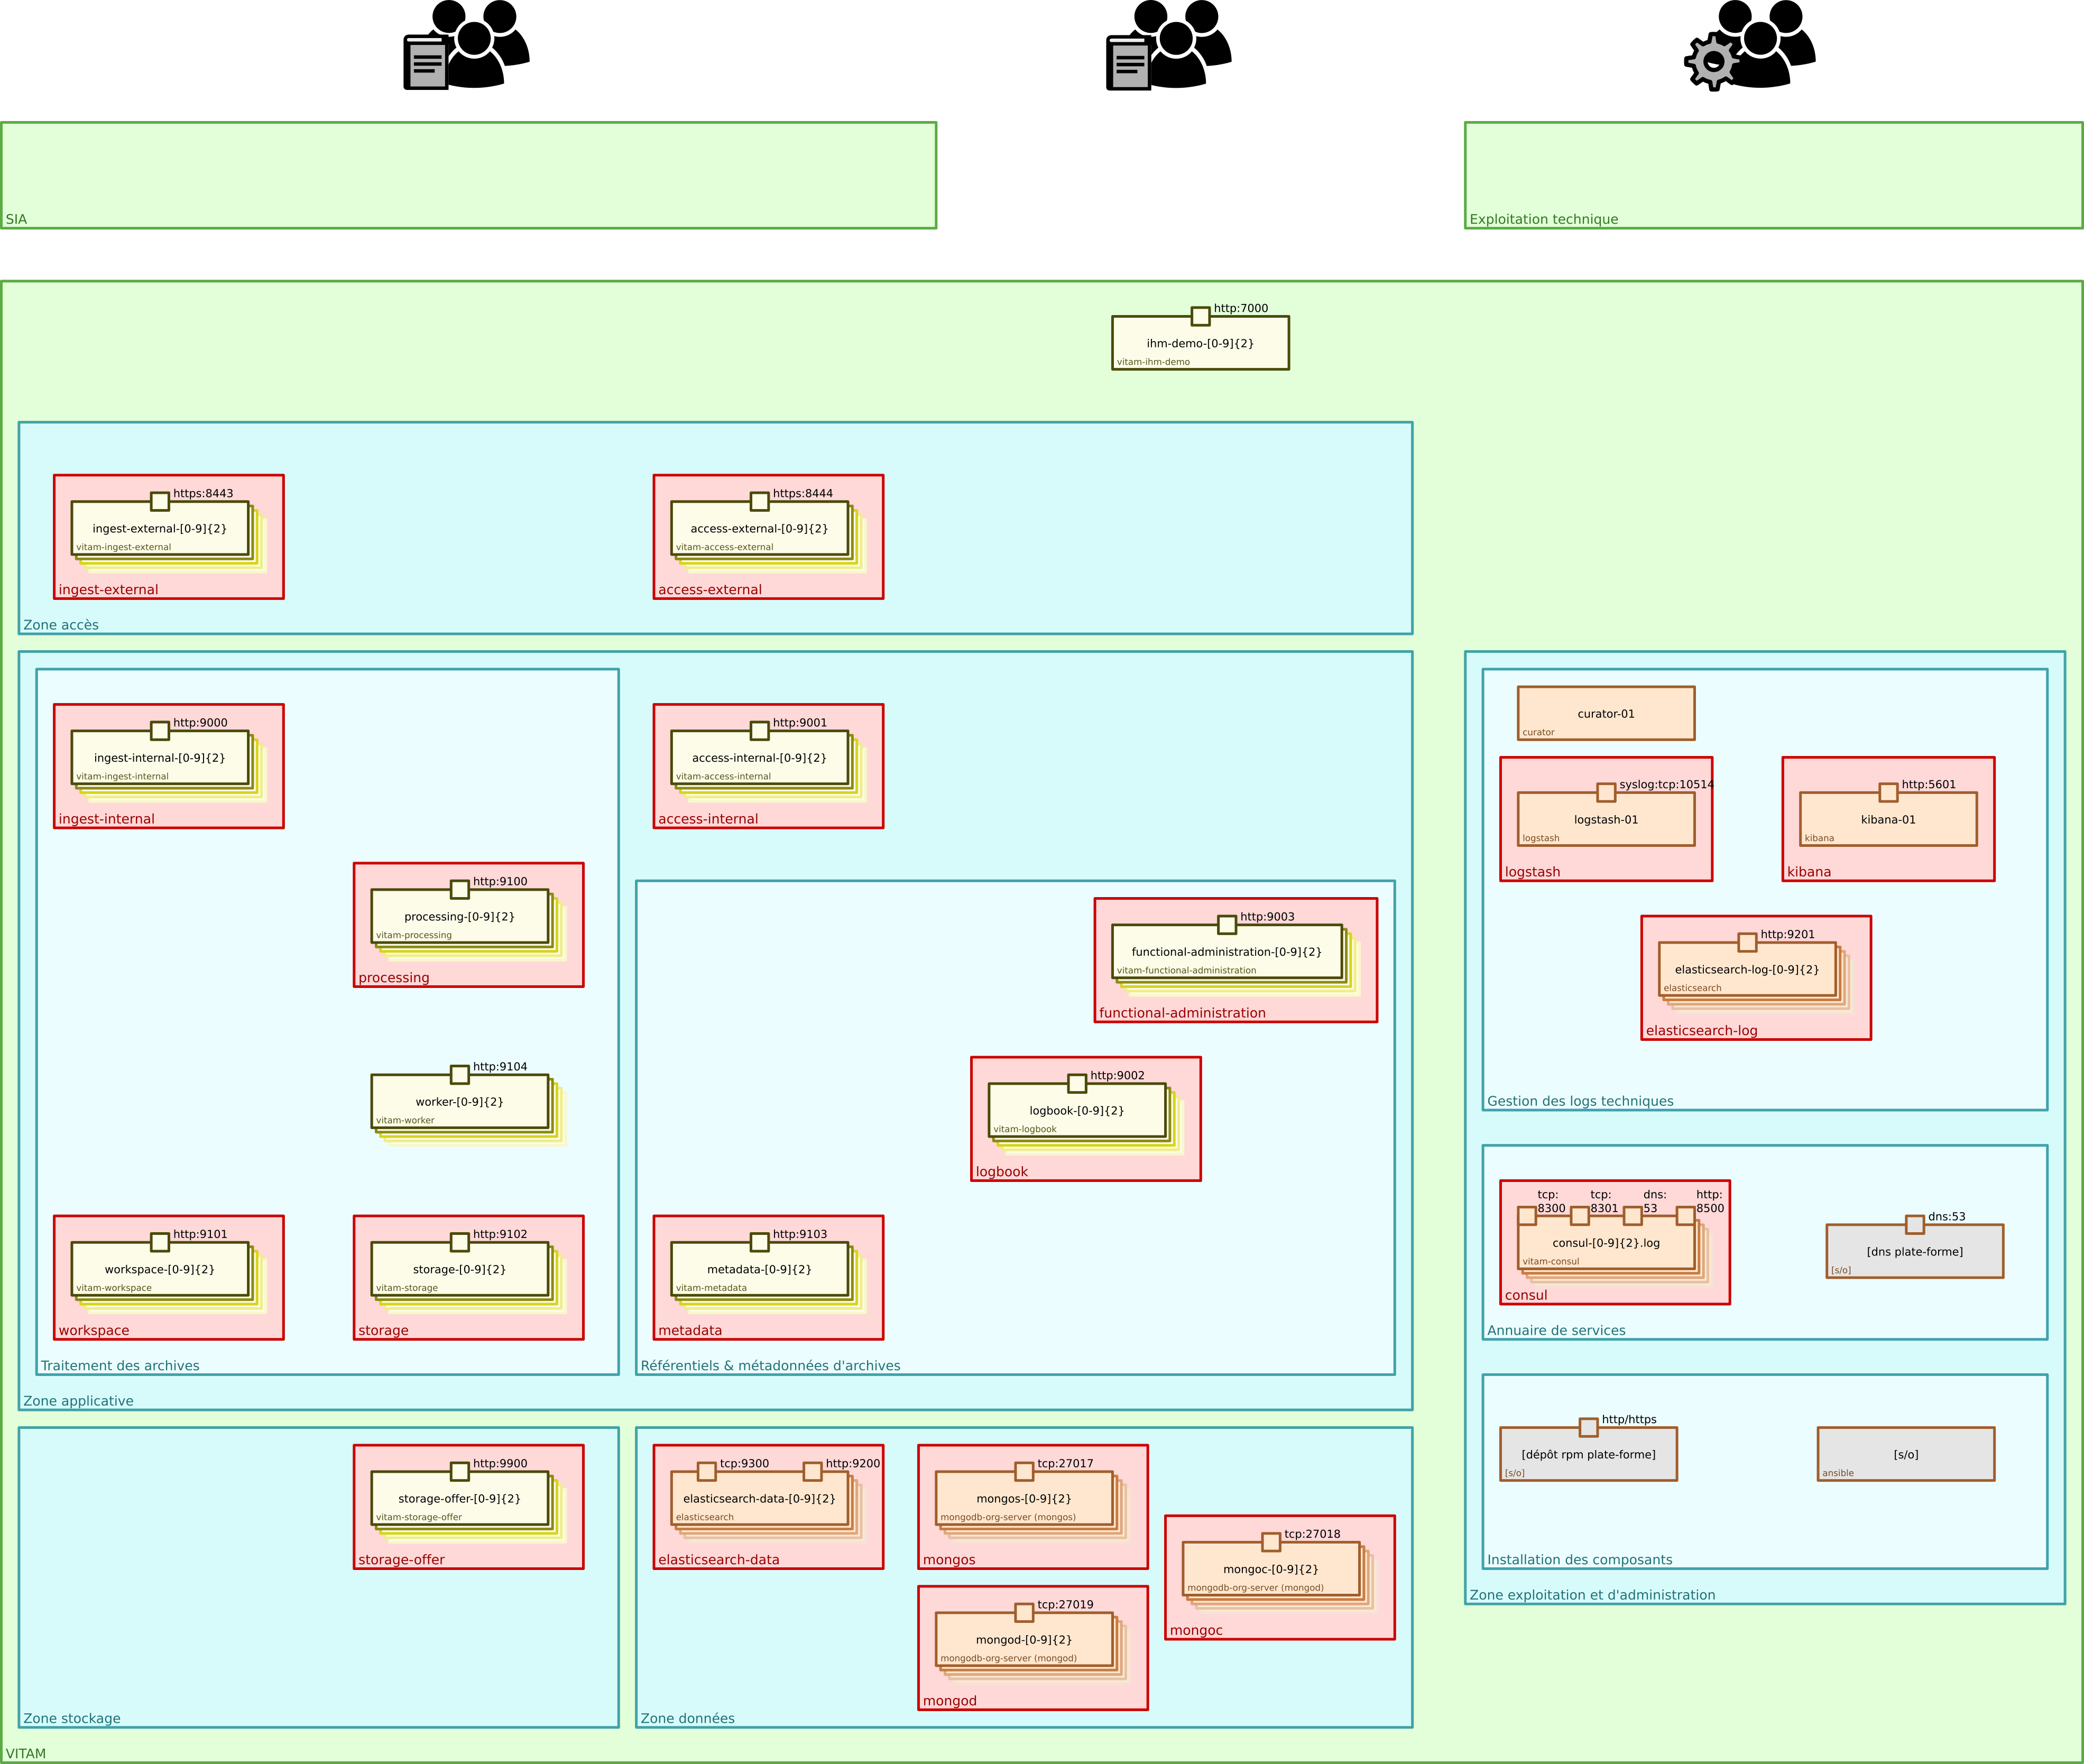 SIA
Exploitation technique
http:7000
ihm-demo-[0-9]{2}
vitam-ihm-demo
https:8443
ingest-external-[0-9]{2}
vitam-ingest-external
ingest-external
https:8444
access-external-[0-9]{2}
vitam-access-external
access-external
Zone accès
http:9000
ingest-internal-[0-9]{2}
vitam-ingest-internal
ingest-internal
http:9100
processing-[0-9]{2}
vitam-processing
processing
http:9104
worker-[0-9]{2}
vitam-worker
http:9101
workspace-[0-9]{2}
vitam-workspace
workspace
http:9102
storage-[0-9]{2}
vitam-storage
storage
Traitement des archives
http:9001
access-internal-[0-9]{2}
vitam-access-internal
access-internal
http:9003
functional-administration-[0-9]{2}
vitam-functional-administration
functional-administration
http:9002
logbook-[0-9]{2}
vitam-logbook
logbook
http:9103
metadata-[0-9]{2}
vitam-metadata
metadata
Référentiels & métadonnées d'archives
Zone applicative
http:9900
storage-offer-[0-9]{2}
vitam-storage-offer
storage-offer
Zone stockage
tcp:9300
http:9200
elasticsearch-data-[0-9]{2}
elasticsearch
elasticsearch-data
tcp:27017
mongos-[0-9]{2}
mongodb-org-server (mongos)
mongos
tcp:27018
mongoc-[0-9]{2}
mongodb-org-server (mongod)
mongoc
tcp:27019
mongod-[0-9]{2}
mongodb-org-server (mongod)
mongod
Zone données
curator-01
curator
syslog:tcp:10514
logstash-01
logstash
logstash
http:5601
kibana-01
kibana
kibana
http:9201
elasticsearch-log-[0-9]{2}
elasticsearch
elasticsearch-log
Gestion des logs techniques
tcp:
8300
tcp:
8301
dns:
53
http:
8500
consul-[0-9]{2}.log
vitam-consul
consul
dns:53
[dns plate-forme]
[s/o]
Annuaire de services
http/https
[dépôt rpm plate-forme]
[s/o]
[s/o]
ansible
Installation des composants
Zone exploitation et d'administration
VITAM